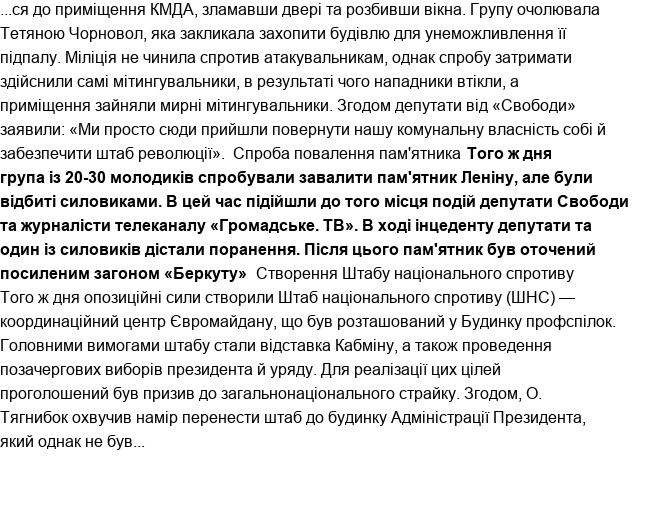 ...ся до приміщення КМДА, зламавши двері та розбивши вікна. Групу очолювала
Тетяною Чорновол, яка закликала захопити будівлю для унеможливлення її
підпалу. Міліція не чинила спротив атакувальникам, однак спробу затримати
здійснили самі мітингувальники, в результаті чого нападники втікли, а
приміщення зайняли мирні мітингувальники. Згодом депутати від «Свободи»
заявили: «Ми просто сюди прийшли повернути нашу комунальну власність собі й
забезпечити штаб революції».  Спроба повалення пам'ятника Того ж дня
група із 20-30 молодиків спробували завалити пам'ятник Леніну, але були
відбиті силовиками. В цей час підійшли до того місця подій депутати Свободи
та журналісти телеканалу «Громадське. ТВ». В ході інцеденту депутати та
один із силовиків дістали поранення. Після цього пам'ятник був оточений
посиленим загоном «Беркуту»  Створення Штабу національного спротиву
Того ж дня опозиційні сили створили Штаб національного спротиву (ШНС) —
координаційний центр Євромайдану, що був розташований у Будинку профспілок.
Головними вимогами штабу стали відставка Кабміну, а також проведення
позачергових виборів президента й уряду. Для реалізації цих цілей
проголошений був призив до загальнонаціонального страйку. Згодом, О.
Тягнибок охвучив намір перенести штаб до будинку Адміністрації Президента,
який однак не був...